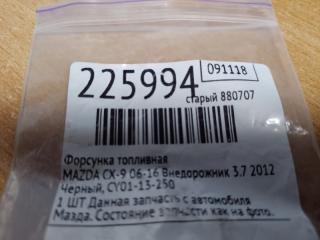 225994
091118
старый 880707
Форсунка топливная
MAZDA CX-9 06-16 Внедорожник 3.7 2012
Черный, CY01-13-250
1 ШТ Данная запчасть с автомобиля
Мазда. Состояние запчасти как на фото.